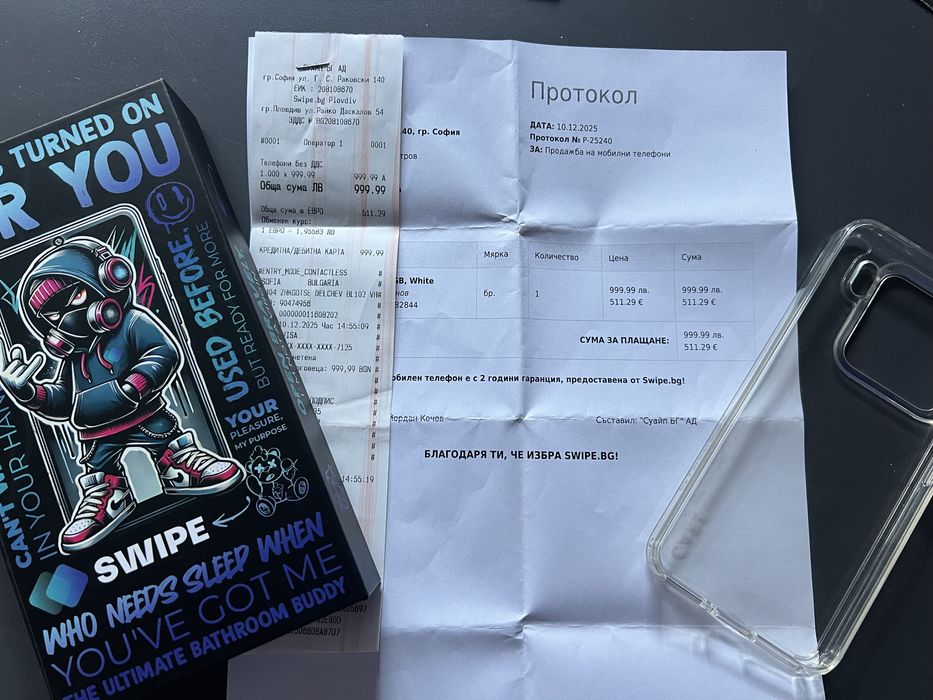 TURNED ON
R YOU
USED BEFORE,
BUT READY FOR MORE
IN YOUR
YOUR
PLEASURE,
MY PURPOSE
SWIPE
WHO NEEDS SLEEP WHEN
YOU'VE GOT ME
THE ULTIMATE BATHROOM BUDDY
АД
гр.София ул. Г. С. Раковски 140
ЕИК : 208108670
Swipe.bg Plovdiv
гр.Пловдив ул.Райко Даскалов 54
ЗДДС № BG208108670
#0001 Оператор 1 0001
Телефони Без ДДС
1.000 x 999.99 999.99 А
Обща сума ЛВ 999.99
Обща сума в ЕВРО 511.29
Обменен курс:
1 ЕВРО - 1,95583 ЛВ
КРЕДИТНА/ДЕБИТНА КАРТА 999.99
#ENTRY_MODE_CONTACTLESS #
SOFIA BULGARIA #
DELCHEV BL102 VH#
90474956 #
000000011608202 #
10.12.2025 Час 14:55:09 #
VISA #
XX-XXXX-XXXX-7125 #
999,99 BGN #
14:55:19
40, гр. София
Протокол
ДАТА: 10.12.2025
Протокол № P-25240
ЗА: Продажба на мобилни телефони
Мярка Количество Цена Сума
GB, White
82844
бр. 1 999.99 лв. 999.99 лв.
511.29 € 511.29 €
СУМА ЗА ПЛАЩАНЕ: 999.99 лв.
511.29 €
телефон е с 2 години гаранция, предоставена от Swipe.bg!
Йордан Кочев Съставил: "Суайп БГ" АД
БЛАГОДАРЯ ТИ, ЧЕ ИЗБРА SWIPE.BG!